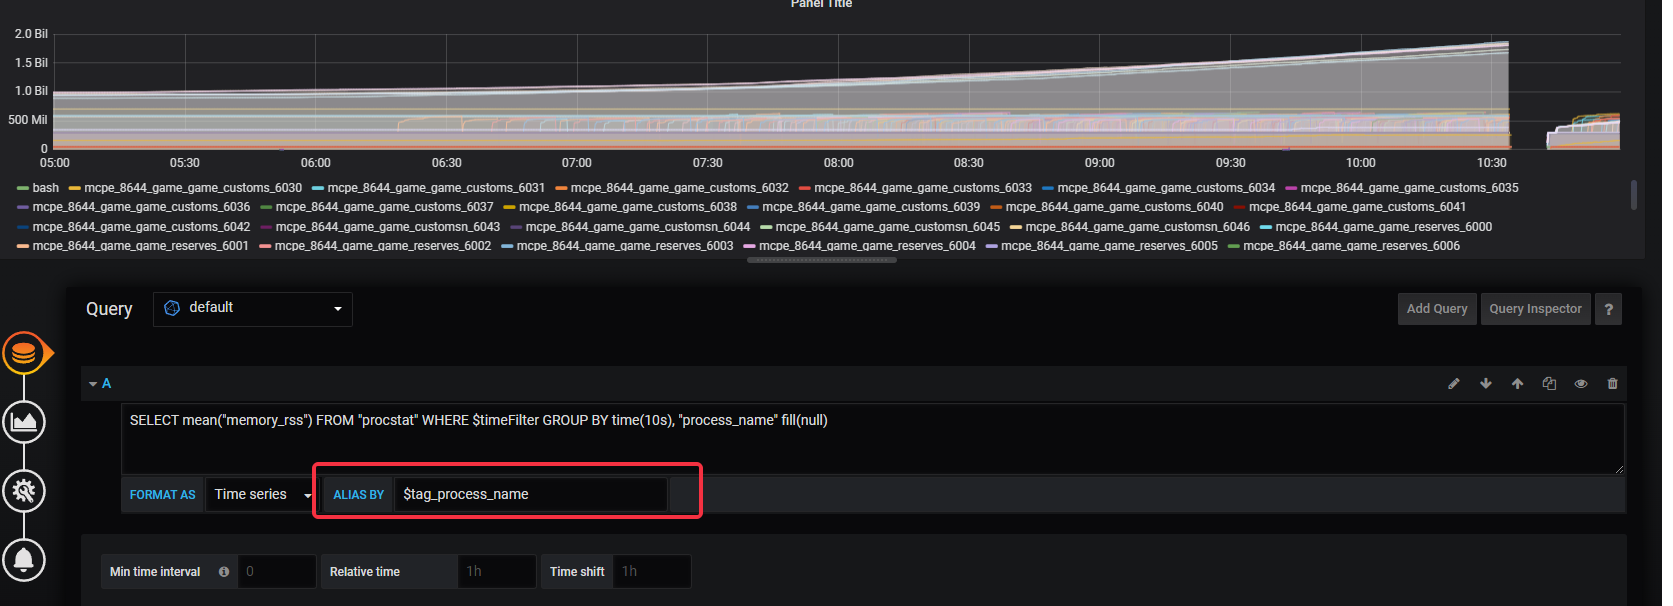 Panel Title
2.0 Bil
1.5 Bil
1.0 Bil
500 Mil
0
05:00 05:30 06:00 06:30 07:00 07:30 08:00 08:30 09:00 09:30 10:00 10:30
bash mcpe_8644_game_game_customs_6030 mcpe_8644_game_game_customs_6031 mcpe_8644_game_game_customs_6032 mcpe_8644_game_game_customs_6033 mcpe_8644_game_game_customs_6034 mcpe_8644_game_game_customs_6035
mcpe_8644_game_game_customs_6036 mcpe_8644_game_game_customs_6037 mcpe_8644_game_game_customs_6038 mcpe_8644_game_game_customs_6039 mcpe_8644_game_game_customs_6040 mcpe_8644_game_game_customs_6041
mcpe_8644_game_game_customs_6042 mcpe_8644_game_game_customsn_6043 mcpe_8644_game_game_customsn_6044 mcpe_8644_game_game_customsn_6045 mcpe_8644_game_game_customsn_6046 mcpe_8644_game_game_reserves_6000
mcpe_8644_game_game_reserves_6001 mcpe_8644_game_game_reserves_6002 mcpe_8644_game_game_reserves_6003 mcpe_8644_game_game_reserves_6004 mcpe_8644_game_game_reserves_6005 mcpe_8644_game_game_reserves_6006
Query default Add Query Query Inspector ?
A
SELECT mean("memory_rss") FROM "procstat" WHERE $timeFilter GROUP BY time(10s), "process_name" fill(null)
FORMAT AS Time series ALIAS BY $tag_process_name
Min time interval 0 Relative time 1h Time shift 1h